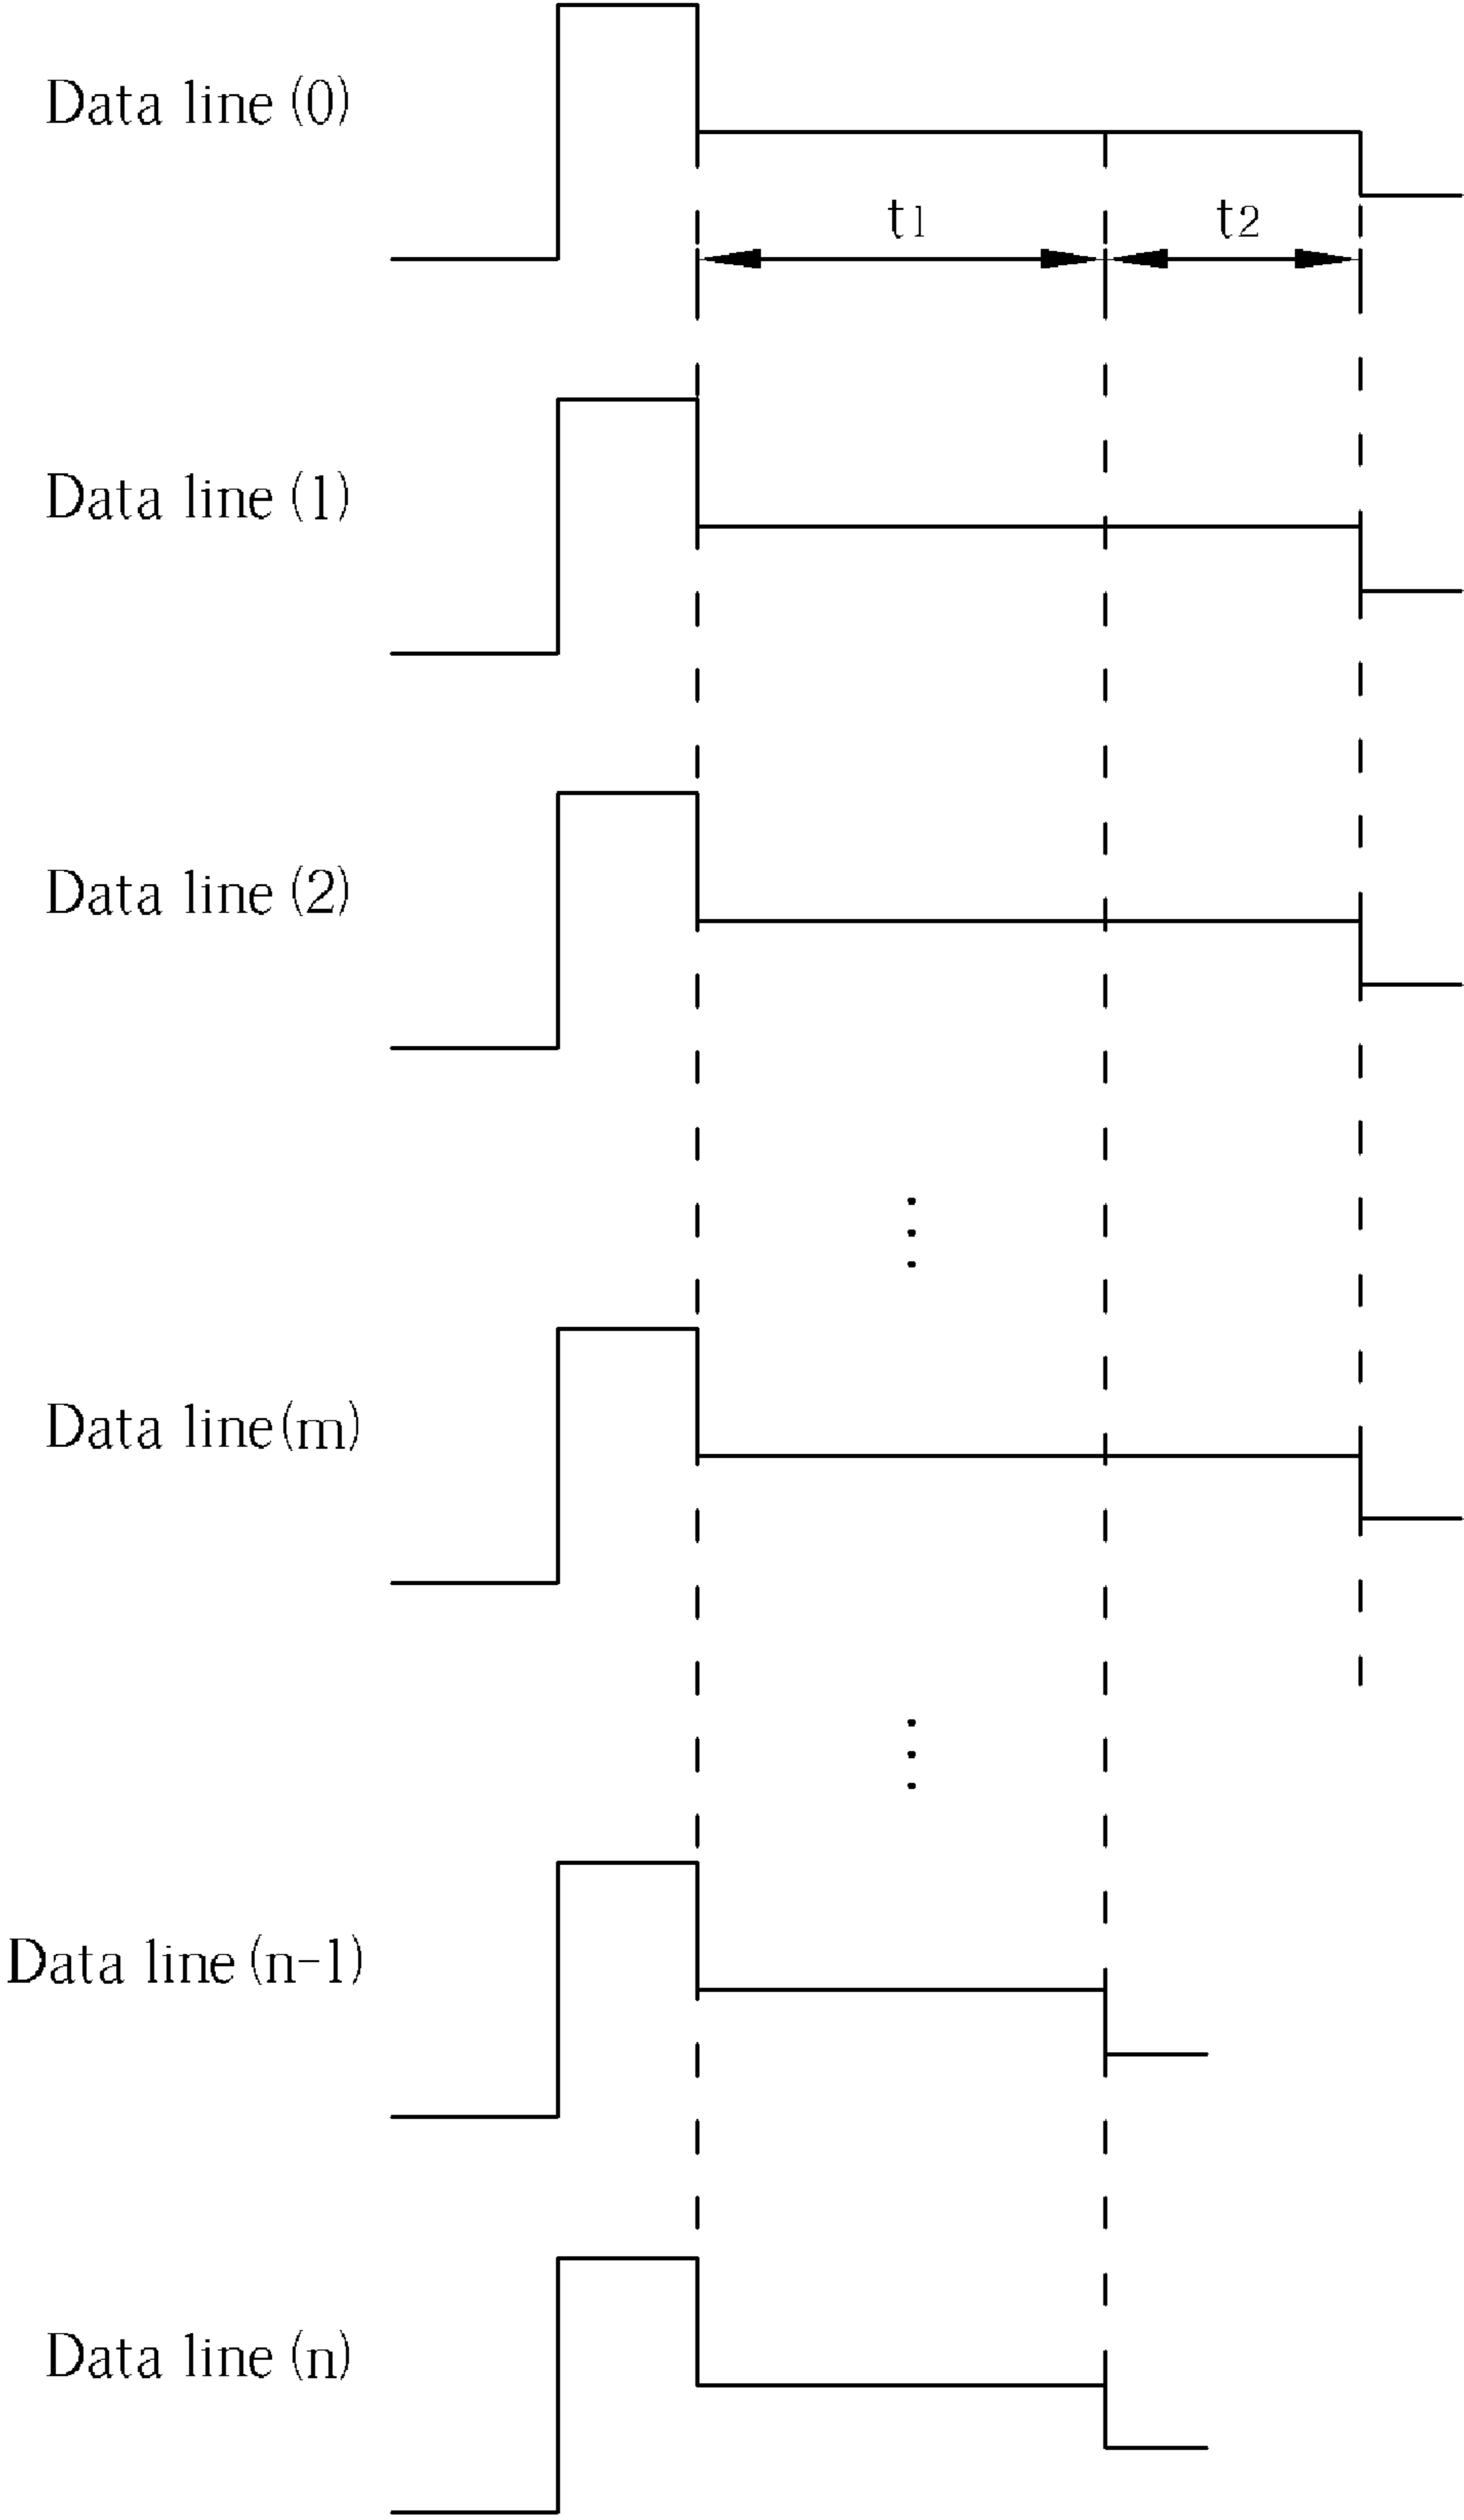 Data line (0)
t1
t2
Data line (1)
Data line (2)
Data line(m)
Data line(n-1)
Data line (n)